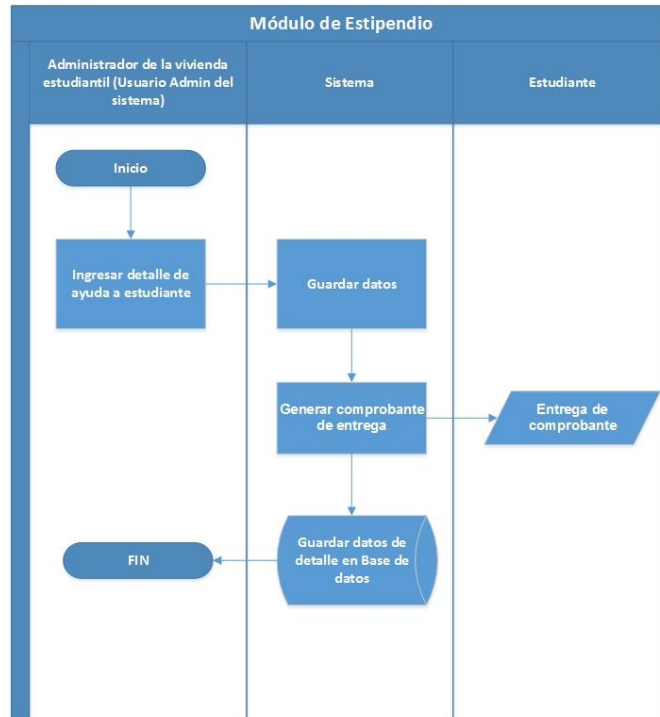 Módulo de Estipendio
Administrador de la vivienda
estudiantil (Usuario Admin del
sistema)
Sistema
Estudiante
Inicio
Ingresar detalle de
ayuda a estudiante
Guardar datos
Generar comprobante
de entrega
Entrega de
comprobante
Guardar datos de
detalle en Base de
datos
FIN